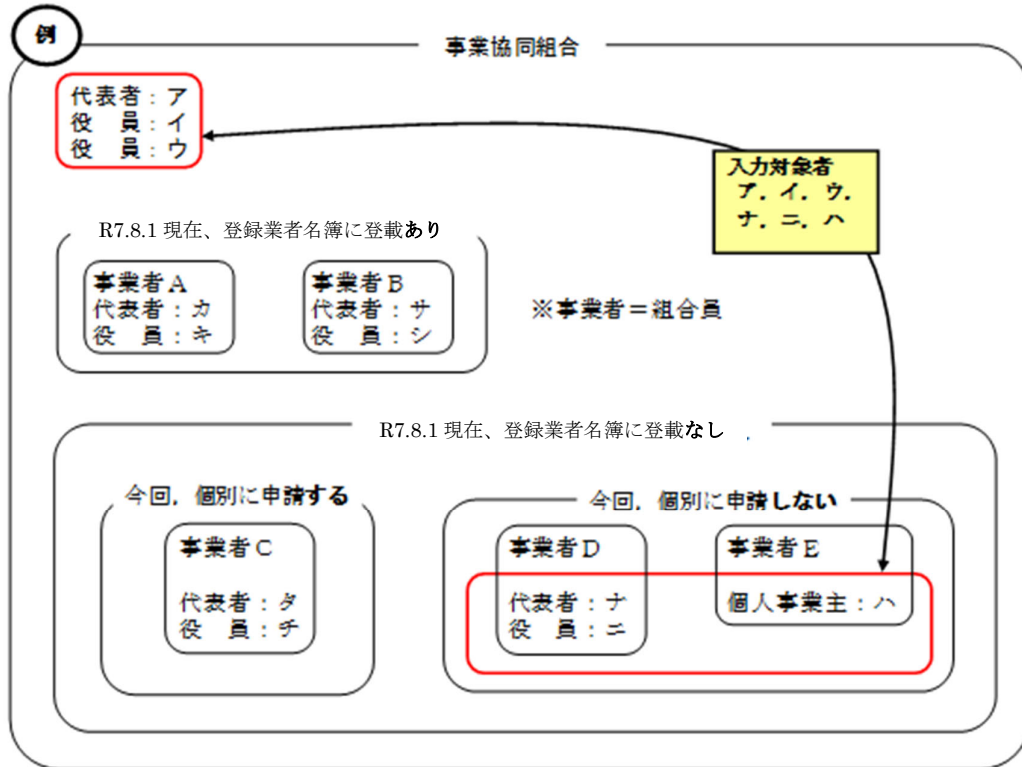 例
事業協同組合
代表者：ア
役　員：イ
役　員：ウ
入力対象者
ア．イ．ウ．
ナ．ニ．ハ
R7.8.1 現在、登録業者名簿に登載あり
事業者A
代表者：カ
役　員：キ
事業者B
代表者：サ
役　員：シ
※事業者＝組合員
R7.8.1 現在、登録業者名簿に登載なし
今回，個別に申請する
事業者C
代表者：タ
役　員：チ
今回，個別に申請しない
事業者D
代表者：ナ
役　員：ニ
事業者E
個人事業主：ハ